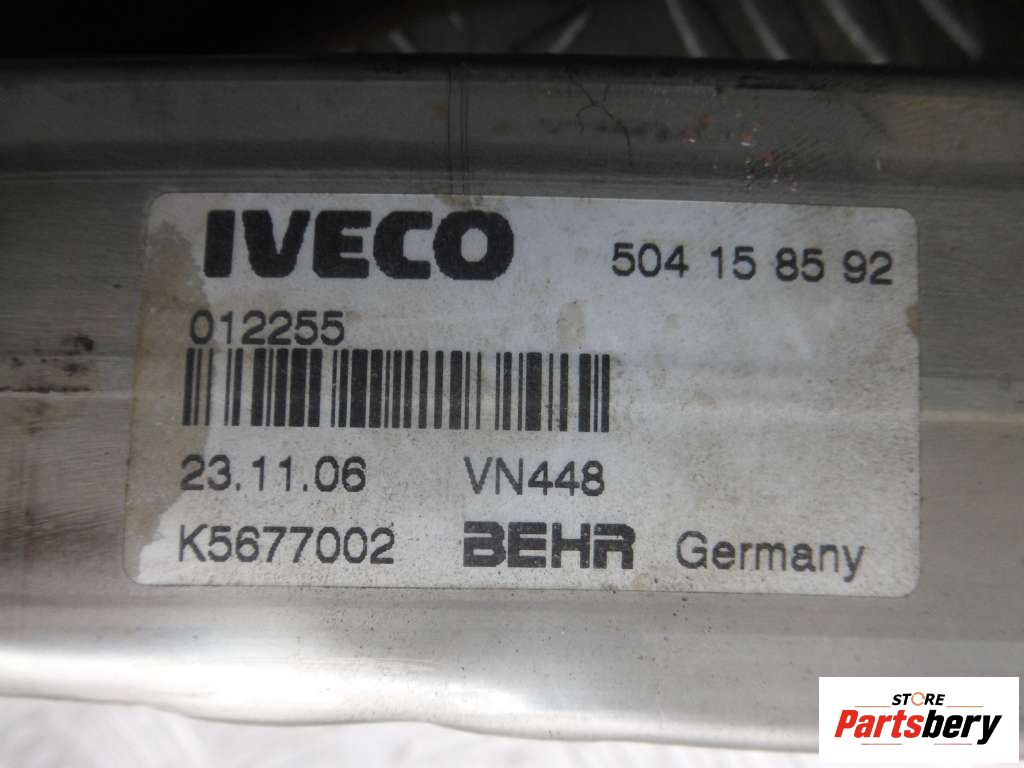 IVECO 504 15 85 92
012255
23.11.06 VN448
K5677002 BEHR Germany
STORE
Partsbery